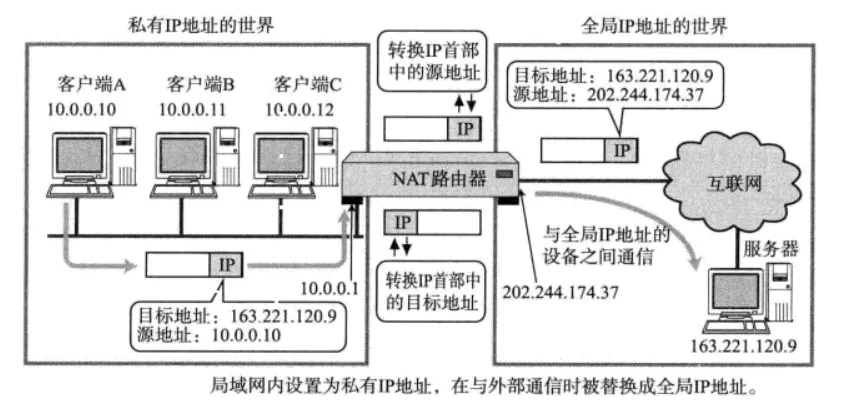 私有IP地址的世界
全局IP地址的世界
转换IP首部
中的源地址
目标地址：163.221.120.9
源地址：202.244.174.37
客户端A
10.0.0.10
客户端B
10.0.0.11
客户端C
10.0.0.12
IP
IP
NAT路由器
互联网
IP
与全局IP地址的
设备之间通信
服务器
IP
10.0.0.1
转换IP首部中
的目标地址
202.244.174.37
目标地址：163.221.120.9
源地址：10.0.0.10
163.221.120.9
局域网内设置为私有IP地址，在与外部通信时被替换成全局IP地址。